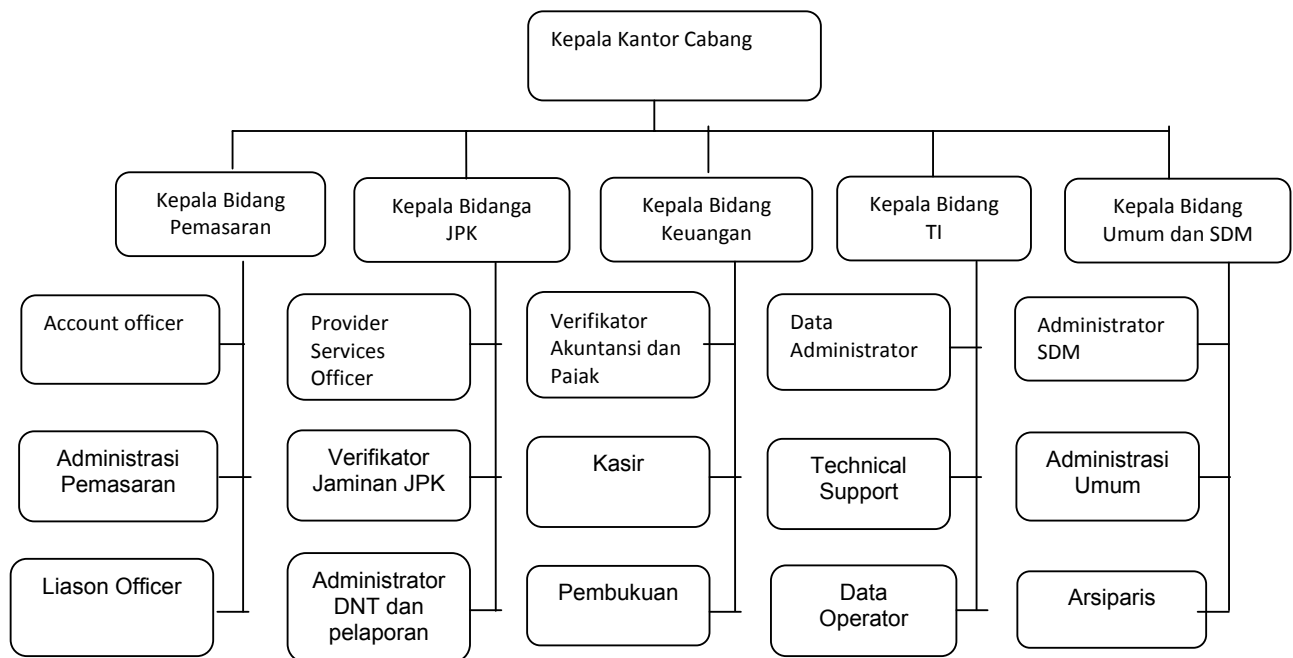 Kepala Kantor Cabang
Kepala Bidang
Pemasaran
Kepala Bidanga
JPK
Kepala Bidang
Keuangan
Kepala Bidang
TI
Kepala Bidang
Umum dan SDM
Account officer
Provider
Services
Officer
Verifikator
Akuntansi dan
Pajak
Data
Administrator
Administrator
SDM
Administrasi
Pemasaran
Verifikator
Jaminan JPK
Kasir
Technical
Support
Administrasi
Umum
Liason Officer
Administrator
DNT dan
pelaporan
Pembukuan
Data
Operator
Arsiparis